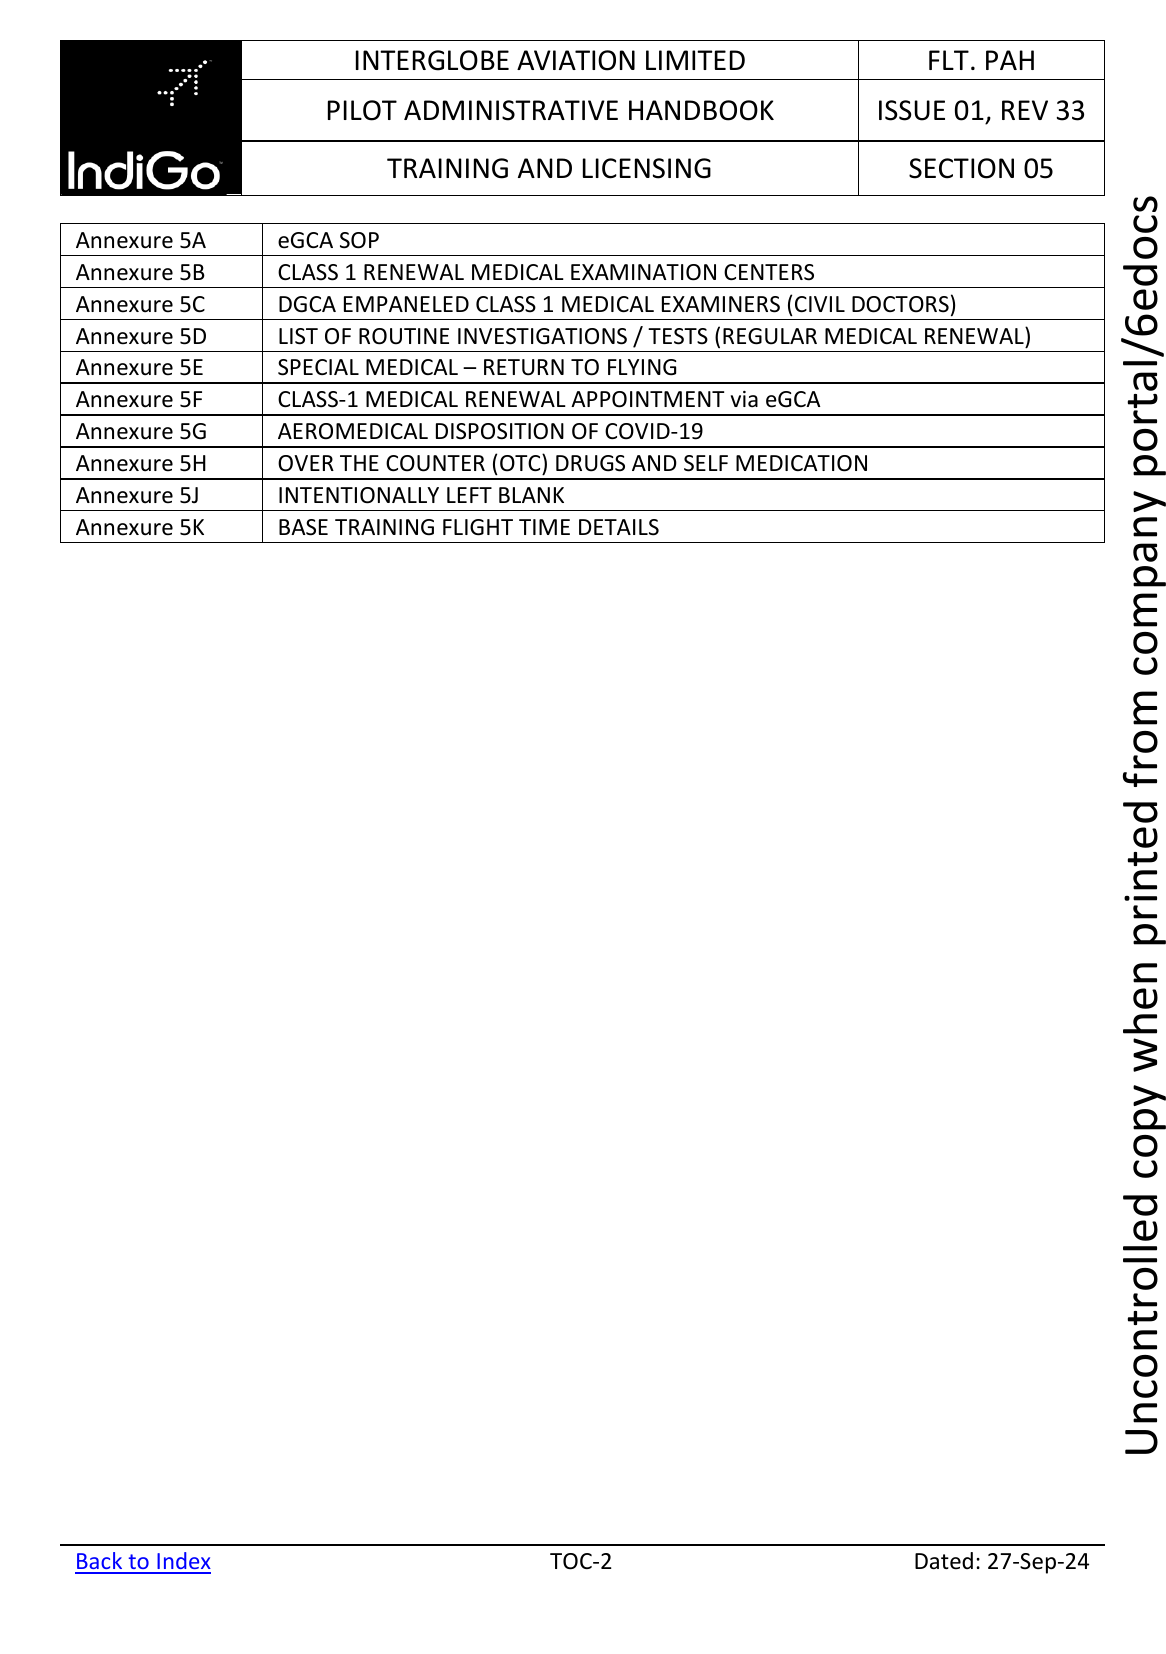 INTERGLOBE AVIATION LIMITED
FLT. PAH
PILOT ADMINISTRATIVE HANDBOOK
ISSUE 01, REV 33
IndiGo
TRAINING AND LICENSING
SECTION 05
Annexure 5A eGCA SOP
Annexure 5B CLASS 1 RENEWAL MEDICAL EXAMINATION CENTERS
Annexure 5C DGCA EMPANELED CLASS 1 MEDICAL EXAMINERS (CIVIL DOCTORS)
Annexure 5D LIST OF ROUTINE INVESTIGATIONS / TESTS (REGULAR MEDICAL RENEWAL)
Annexure 5E SPECIAL MEDICAL – RETURN TO FLYING
Annexure 5F CLASS-1 MEDICAL RENEWAL APPOINTMENT via eGCA
Annexure 5G AEROMEDICAL DISPOSITION OF COVID-19
Annexure 5H OVER THE COUNTER (OTC) DRUGS AND SELF MEDICATION
Annexure 5J INTENTIONALLY LEFT BLANK
Annexure 5K BASE TRAINING FLIGHT TIME DETAILS
Uncontrolled copy when printed from company portal/6edocs
Back to Index TOC-2 Dated: 27-Sep-24